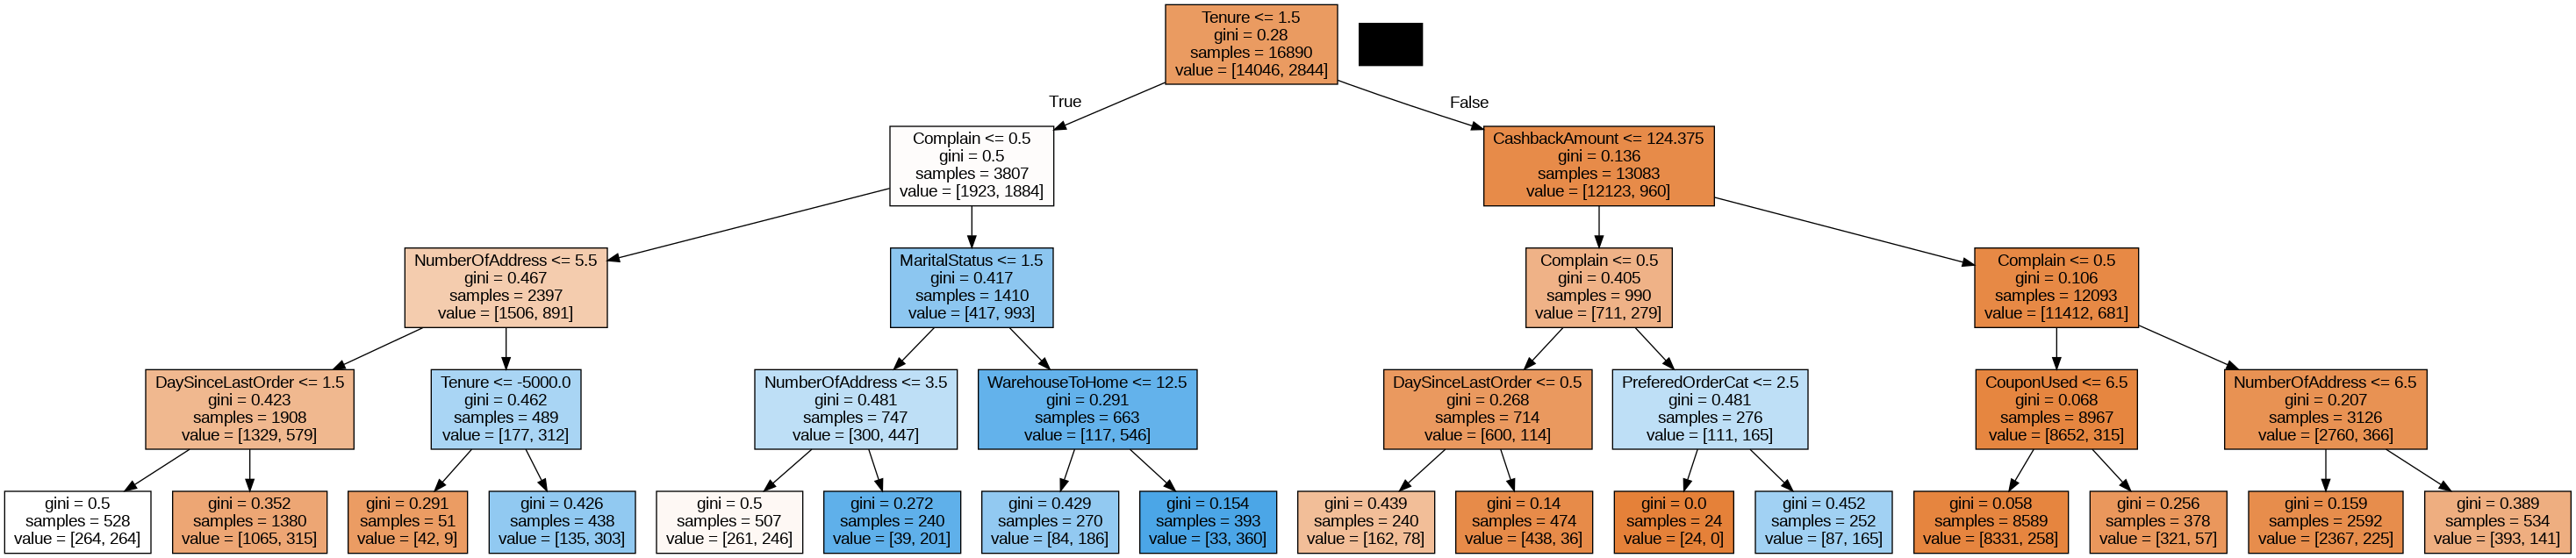 Tenure <= 1.5
gini = 0.28
samples = 16890
value = [14046, 2844]
True
False
Complain <= 0.5
gini = 0.5
samples = 3807
value = [1923, 1884]
CashbackAmount <= 124.375
gini = 0.136
samples = 13083
value = [12123, 960]
NumberOfAddress <= 5.5
gini = 0.467
samples = 2397
value = [1506, 891]
MaritalStatus <= 1.5
gini = 0.417
samples = 1410
value = [417, 993]
Complain <= 0.5
gini = 0.405
samples = 990
value = [711, 279]
Complain <= 0.5
gini = 0.106
samples = 12093
value = [11412, 681]
DaySinceLastOrder <= 1.5
gini = 0.423
samples = 1908
value = [1329, 579]
Tenure <= -5000.0
gini = 0.462
samples = 489
value = [177, 312]
NumberOfAddress <= 3.5
gini = 0.481
samples = 747
value = [300, 447]
WarehouseToHome <= 12.5
gini = 0.291
samples = 663
value = [117, 546]
DaySinceLastOrder <= 0.5
gini = 0.268
samples = 714
value = [600, 114]
PreferedOrderCat <= 2.5
gini = 0.481
samples = 276
value = [111, 165]
CouponUsed <= 6.5
gini = 0.068
samples = 8967
value = [8652, 315]
NumberOfAddress <= 6.5
gini = 0.207
samples = 3126
value = [2760, 366]
gini = 0.5
samples = 528
value = [264, 264]
gini = 0.352
samples = 1380
value = [1065, 315]
gini = 0.291
samples = 51
value = [42, 9]
gini = 0.426
samples = 438
value = [135, 303]
gini = 0.5
samples = 507
value = [261, 246]
gini = 0.272
samples = 240
value = [39, 201]
gini = 0.429
samples = 270
value = [84, 186]
gini = 0.154
samples = 393
value = [33, 360]
gini = 0.439
samples = 240
value = [162, 78]
gini = 0.14
samples = 474
value = [438, 36]
gini = 0.0
samples = 24
value = [24, 0]
gini = 0.452
samples = 252
value = [87, 165]
gini = 0.058
samples = 8589
value = [8331, 258]
gini = 0.256
samples = 378
value = [321, 57]
gini = 0.159
samples = 2592
value = [2367, 225]
gini = 0.389
samples = 534
value = [393, 141]